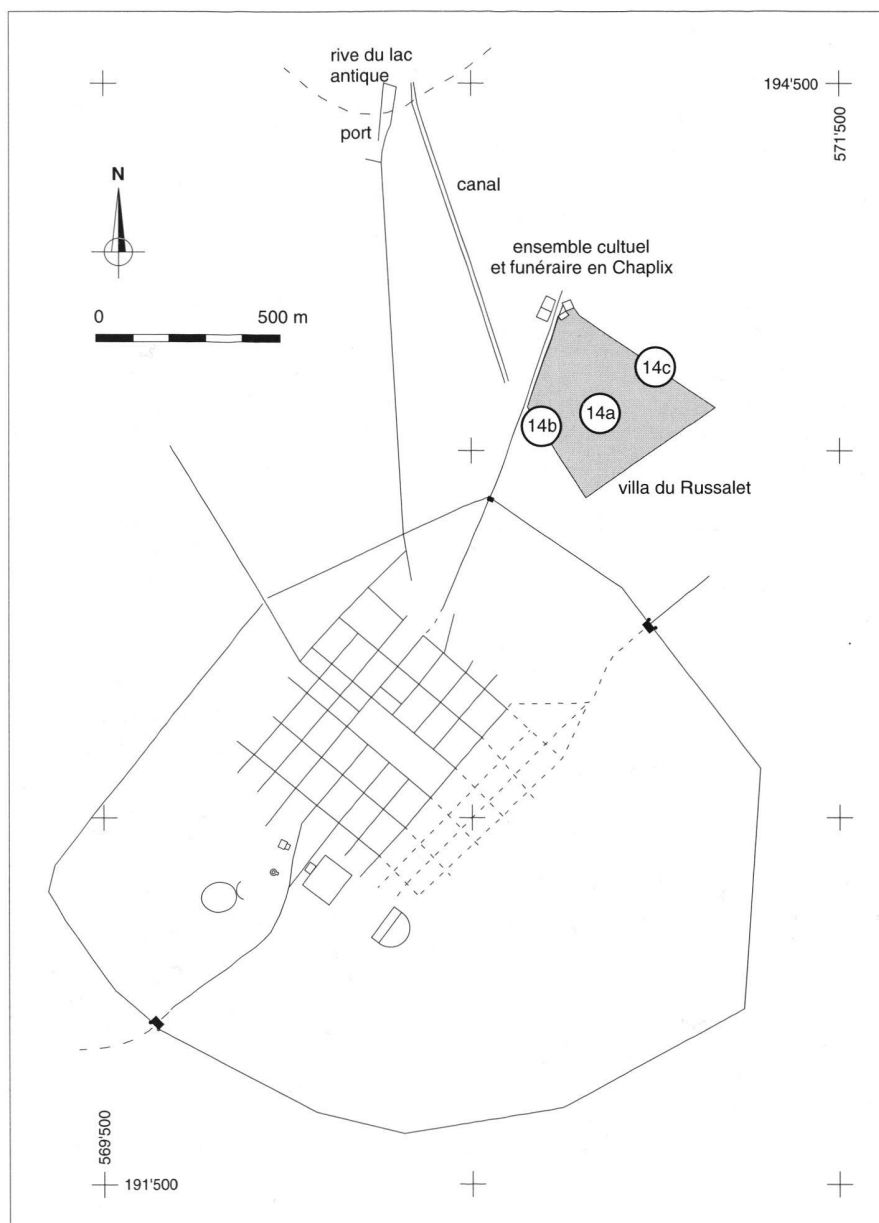 rive du lac
antique
194'500
571'500
port
N
canal
ensemble cultuel
et funéraire en Chaplix
0 500 m
14c
14a
14b
villa du Russalet
569'500
191'500